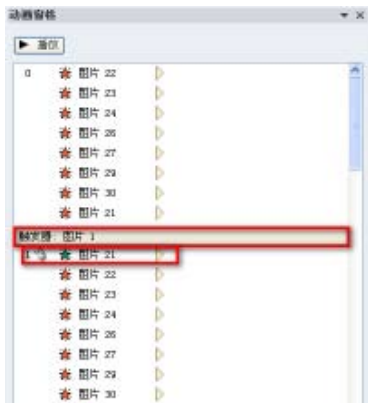 动画窗格
播放
0 图片 22
图片 23
图片 24
图片 26
图片 27
图片 29
图片 30
图片 21
触发器: 图片 1
1 图片 21
图片 22
图片 23
图片 24
图片 26
图片 27
图片 29
图片 30